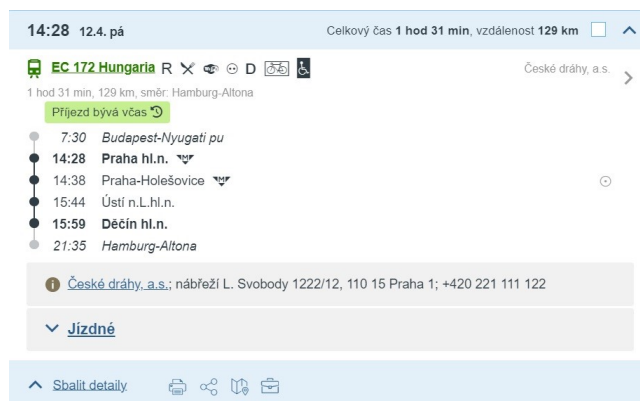 14:28 12.4. pá Celkový čas 1 hod 31 min, vzdálenost 129 km
EC 172 Hungaria R D České dráhy, a.s.
1 hod 31 min, 129 km, směr: Hamburg-Altona
Příjezd bývá včas
7:30 Budapest-Nyugati pu
14:28 Praha hl.n. M
14:38 Praha-Holešovice M
15:44 Ústí n.L.hl.n.
15:59 Děčín hl.n.
21:35 Hamburg-Altona
České dráhy, a.s.; nábřeží L. Svobody 1222/12, 110 15 Praha 1; +420 221 111 122
Jízdné
Sbalit detaily